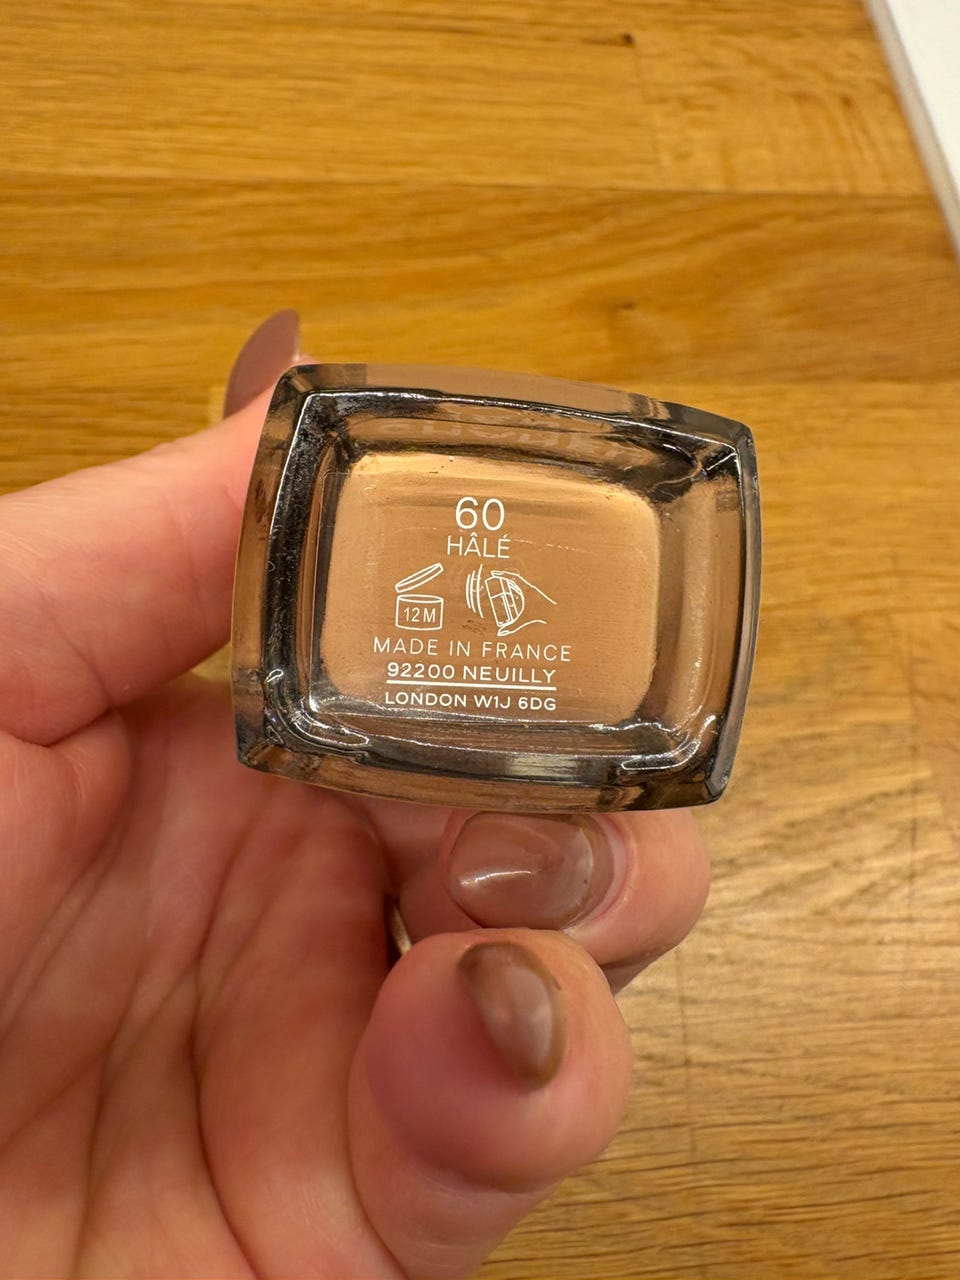 60
HÂLÉ
12M
MADE IN FRANCE
92200 NEUILLY
LONDON W1J 6DG